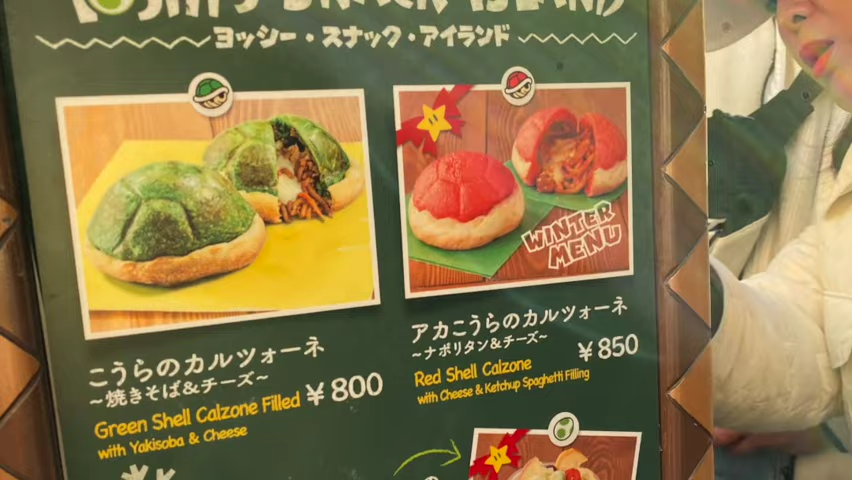 ヨッシー・スナック・アイランド
WINTER
MENU
こうらのカルツォーネ
~焼きそば&チーズ~
¥800
Green Shell Calzone Filled
with Yakisoba & Cheese
アカこうらのカルツォーネ
~ナポリタン&チーズ~
¥850
Red Shell Calzone
with Cheese & Ketchup Spaghetti Filling